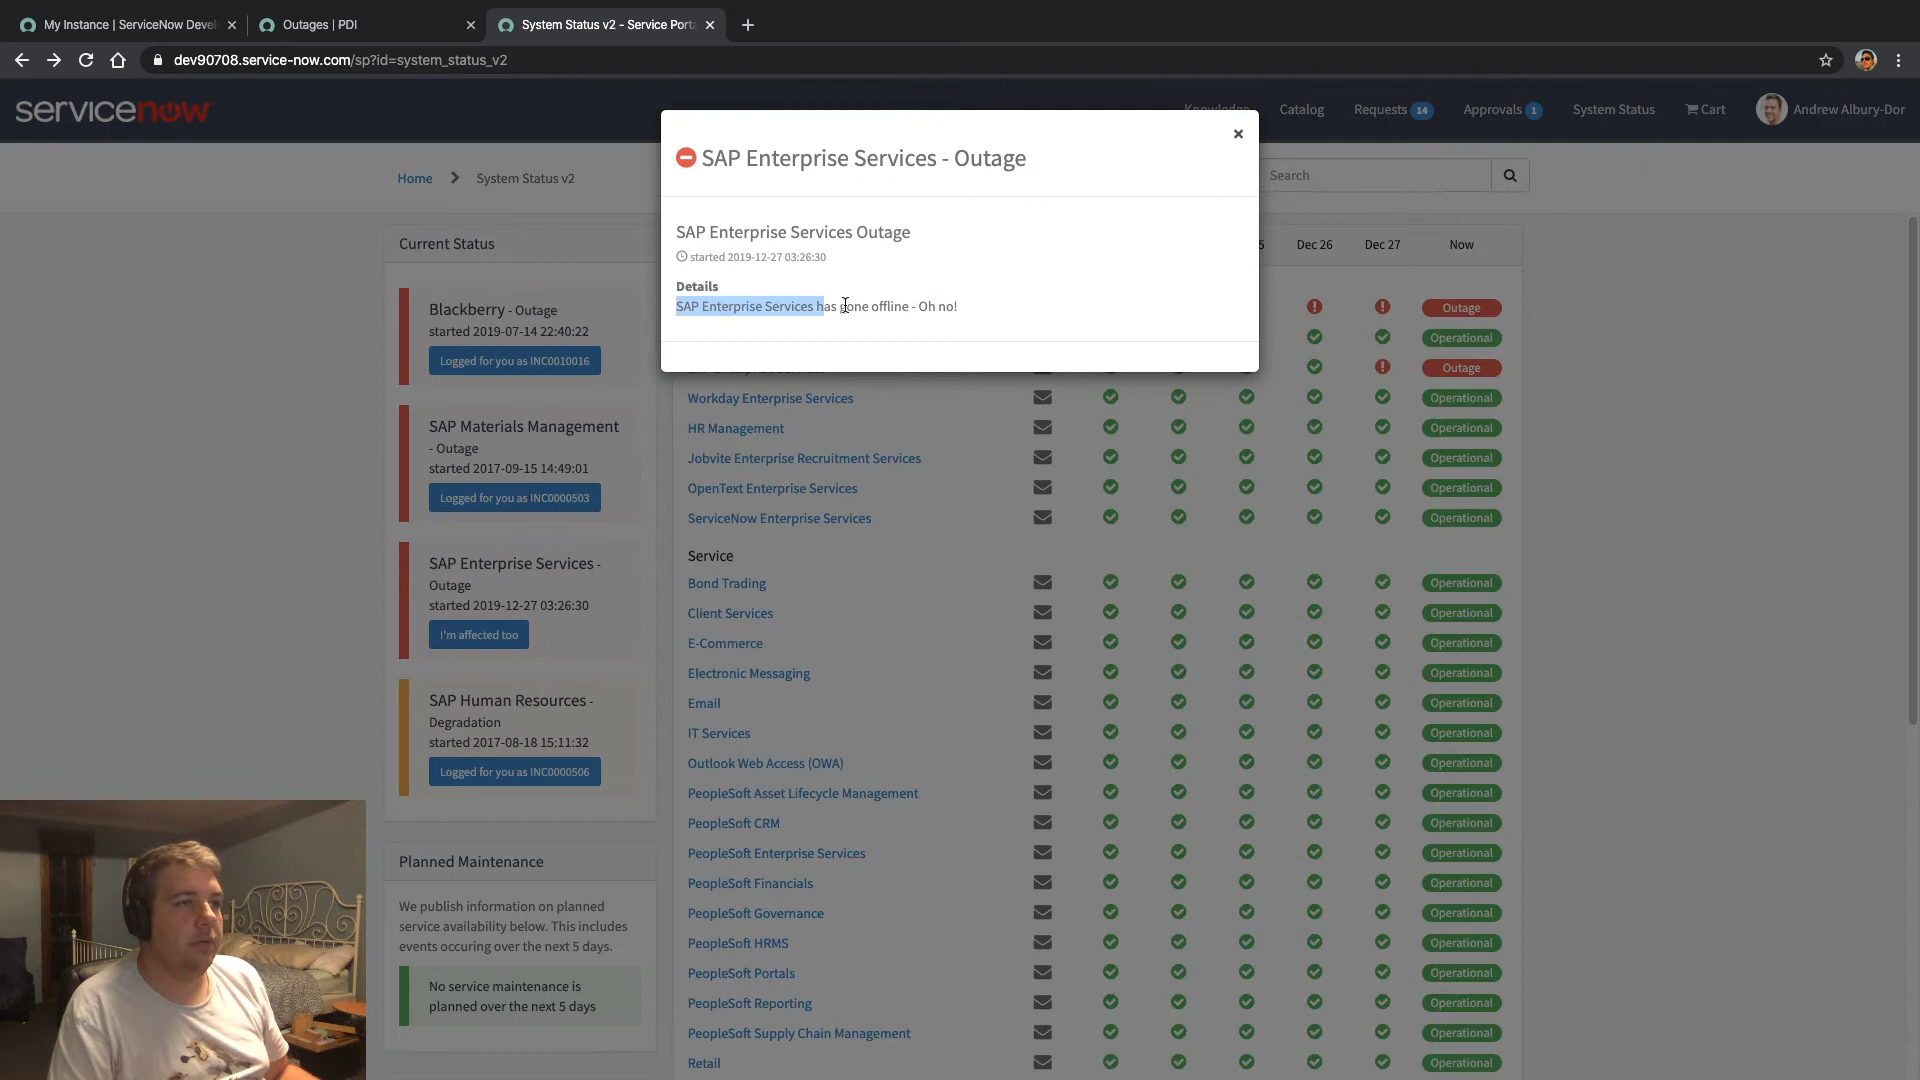 My Instance | ServiceNow Devel
Outages | PDI
System Status v2 - Service Porta
dev90708.service-now.com/sp?id=system_status_v2
servicenow
Knowledge
Catalog
Requests 14
Approvals 1
System Status
Cart
Andrew Albury-Dor
Home
System Status v2
Search
SAP Enterprise Services - Outage
SAP Enterprise Services Outage
started 2019-12-27 03:26:30
Details
SAP Enterprise Services has gone offline - Oh no!
Current Status
Blackberry - Outage
started 2019-07-14 22:40:22
Logged for you as INC0010016
SAP Materials Management
- Outage
started 2017-09-15 14:49:01
Logged for you as INC0000503
SAP Enterprise Services -
Outage
started 2019-12-27 03:26:30
I'm affected too
SAP Human Resources -
Degradation
started 2017-08-18 15:11:32
Logged for you as INC0000506
Planned Maintenance
We publish information on planned
service availability below. This includes
events occuring over the next 5 days.
No service maintenance is
planned over the next 5 days
5 Dec 26 Dec 27 Now
Outage
Operational
Outage
Workday Enterprise Services Operational
HR Management Operational
Jobvite Enterprise Recruitment Services Operational
OpenText Enterprise Services Operational
ServiceNow Enterprise Services Operational
Service
Bond Trading Operational
Client Services Operational
E-Commerce Operational
Electronic Messaging Operational
Email Operational
IT Services Operational
Outlook Web Access (OWA) Operational
PeopleSoft Asset Lifecycle Management Operational
PeopleSoft CRM Operational
PeopleSoft Enterprise Services Operational
PeopleSoft Financials Operational
PeopleSoft Governance Operational
PeopleSoft HRMS Operational
PeopleSoft Portals Operational
PeopleSoft Reporting Operational
PeopleSoft Supply Chain Management Operational
Retail Operational